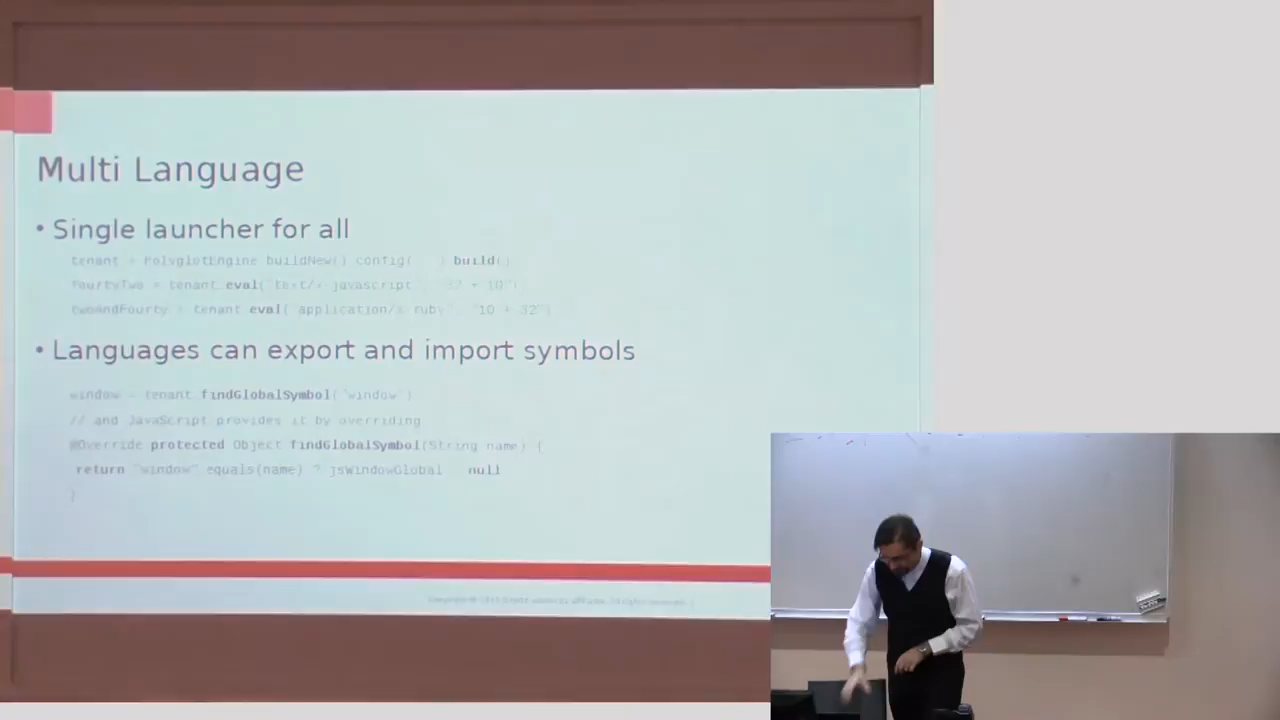 Multi Language
• Single launcher for all
tenant = PolyglotEngine buildNew() config( ) build()
fourtyTwo = tenant eval("text/x-javascript", "32 + 10")
twoAndFourty = tenant eval("application/x-ruby", "10 + 32")
• Languages can export and import symbols
window = tenant findGlobalSymbol("window")
// and JavaScript provides it by overriding
@Override protected Object findGlobalSymbol(String name) {
return "window" equals(name) ? jsWindowGlobal null
}